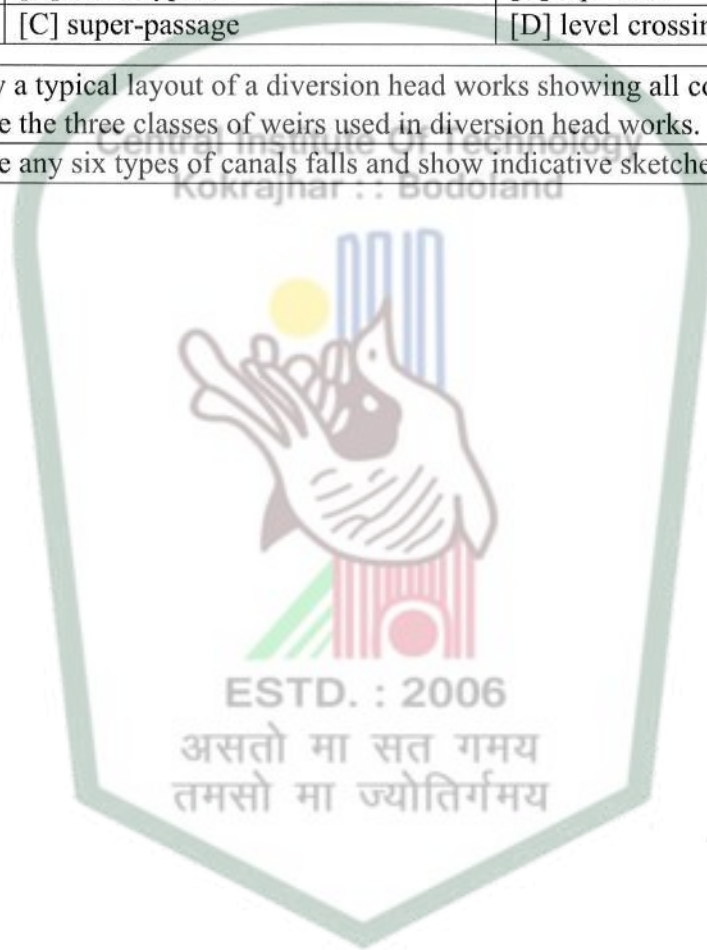 [C] super-passage [D] level crossin
a typical layout of a diversion head works showing all co
the three classes of weirs used in diversion head works.
Central Institute Of Technology
any six types of canals falls and show indicative sketche
Kokrajhar : : Bodoland
ESTD. : 2006
असतो मा सत गमय
तमसो मा ज्योतिर्गमय